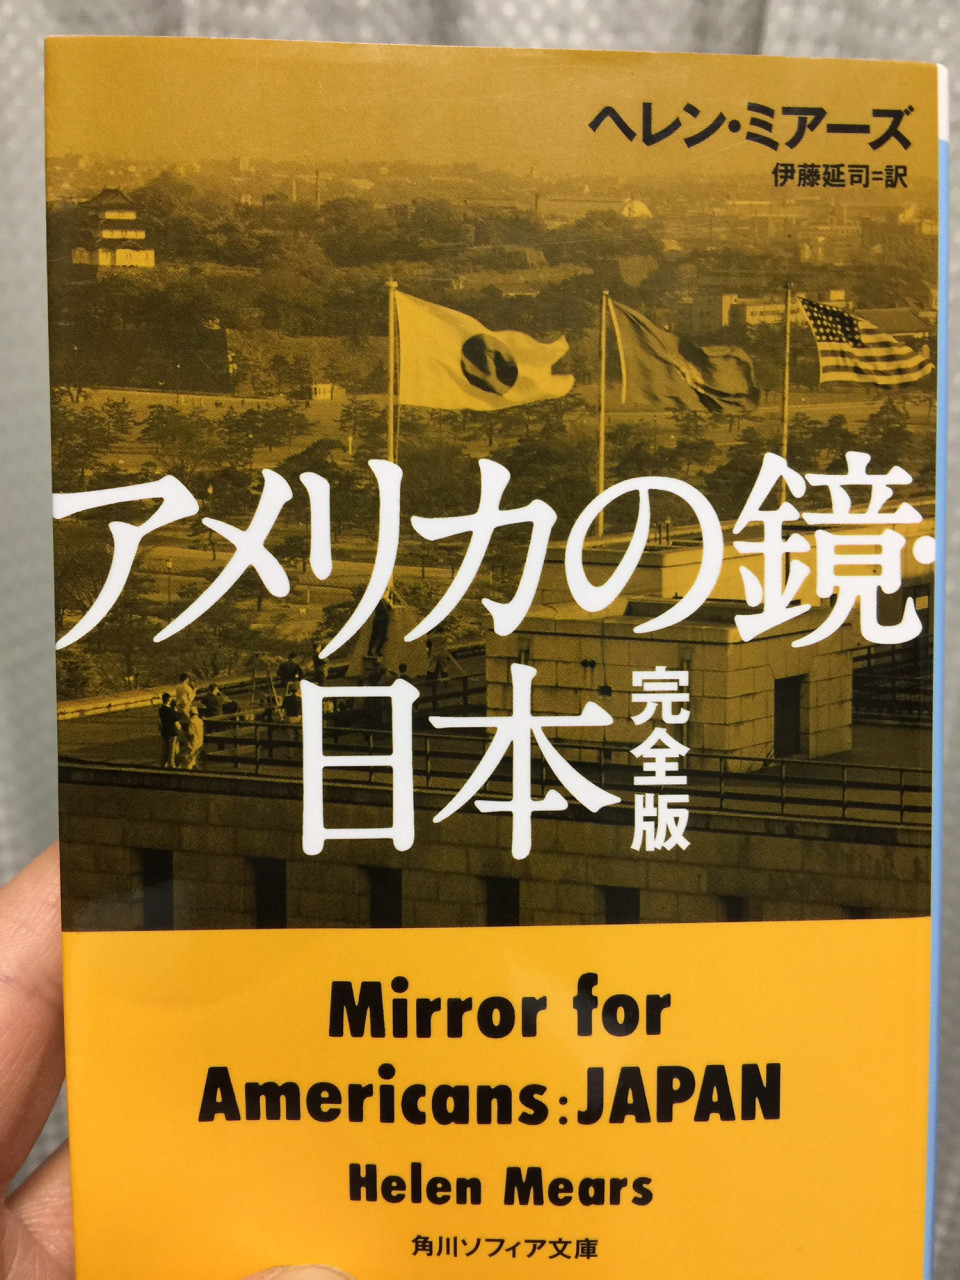 ヘレン・ミアーズ
伊藤延司=訳
アメリカの鏡・
日本
完全版
Mirror for
Americans:JAPAN
Helen Mears
角川ソフィア文庫